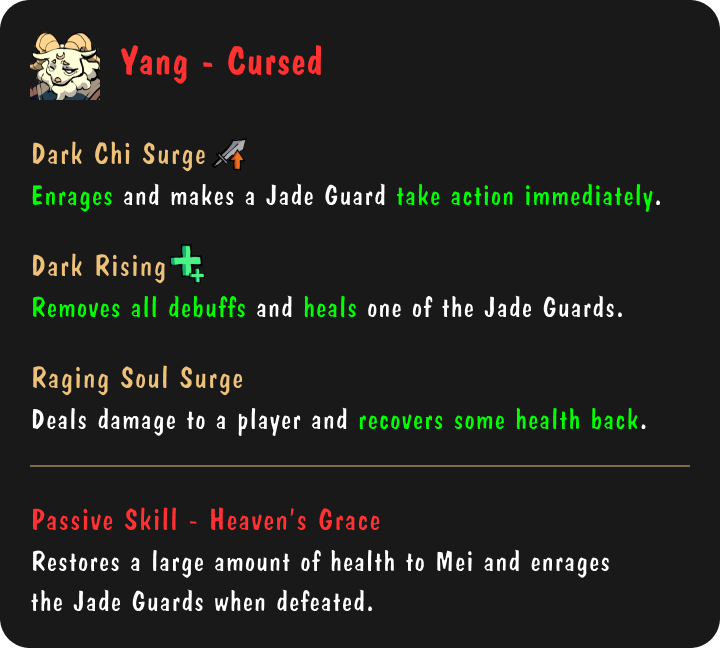 Yang - Cursed
Dark Chi Surge
Enrages and makes a Jade Guard take action immediately.
Dark Rising
Removes all debuffs and heals one of the Jade Guards.
Raging Soul Surge
Deals damage to a player and recovers some health back.
Passive Skill - Heaven's Grace
Restores a large amount of health to Mei and enrages
the Jade Guards when defeated.